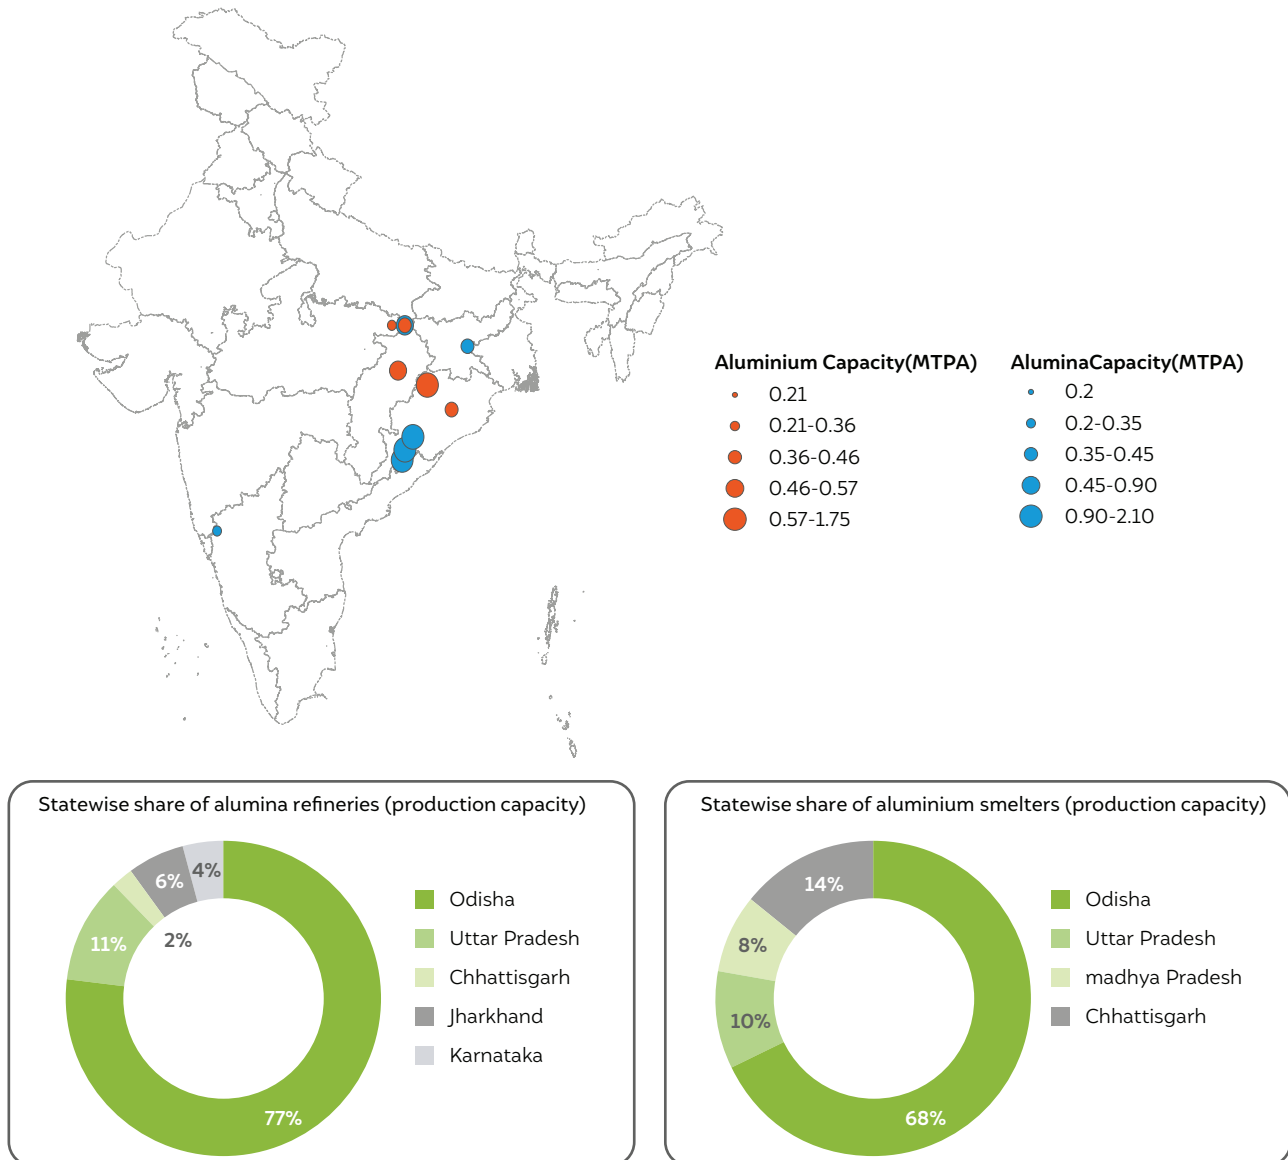 Aluminium Capacity(MTPA)
0.21
0.21-0.36
0.36-0.46
0.46-0.57
0.57-1.75
AluminaCapacity(MTPA)
0.2
0.2-0.35
0.35-0.45
0.45-0.90
0.90-2.10
Statewise share of alumina refineries (production capacity)
4%
6%
11%
2%
77%
Odisha
Uttar Pradesh
Chhattisgarh
Jharkhand
Karnataka
Statewise share of aluminium smelters (production capacity)
14%
8%
10%
68%
Odisha
Uttar Pradesh
madhya Pradesh
Chhattisgarh